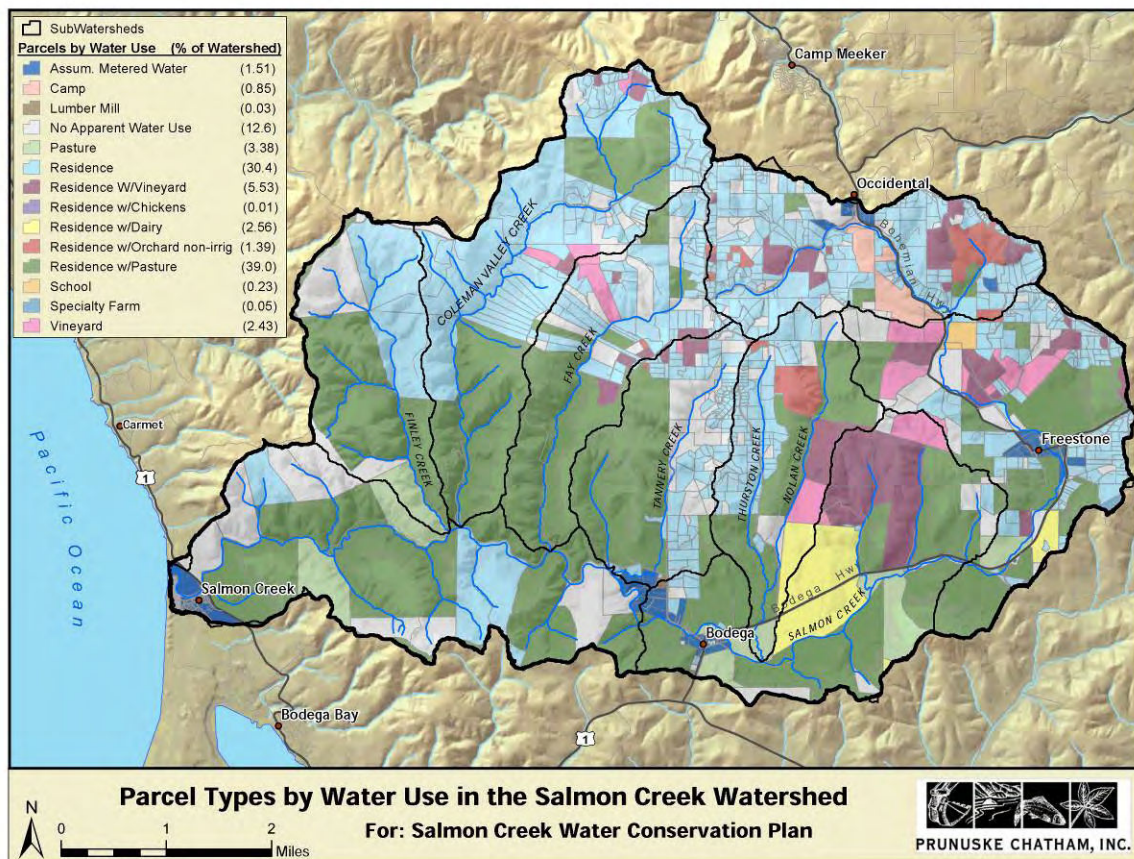 SubWatersheds
Parcels by Water Use (% of Watershed)
Assum. Metered Water (1.51)
Camp (0.85)
Lumber Mill (0.03)
No Apparent Water Use (12.6)
Pasture (3.38)
Residence (30.4)
Residence W/Vineyard (5.53)
Residence w/Chickens (0.01)
Residence w/Dairy (2.56)
Residence w/Orchard non-irrig (1.39)
Residence w/Pasture (39.0)
School (0.23)
Specialty Farm (0.05)
Vineyard (2.43)
Camp Meeker
Occidental
Bohemian Hwy
COLEMAN VALLEY CREEK
FAY CREEK
FINLEY CREEK
TANNERY CREEK
THURSTON CREEK
NOLAN CREEK
Freestone
Carmet
1
Pacific Ocean
Salmon Creek
Bodega Hwy
SALMON CREEK
Bodega
Bodega Bay
1
Parcel Types by Water Use in the Salmon Creek Watershed
For: Salmon Creek Water Conservation Plan
N
0 1 2
Miles
PRUNUSKE CHATHAM, INC.